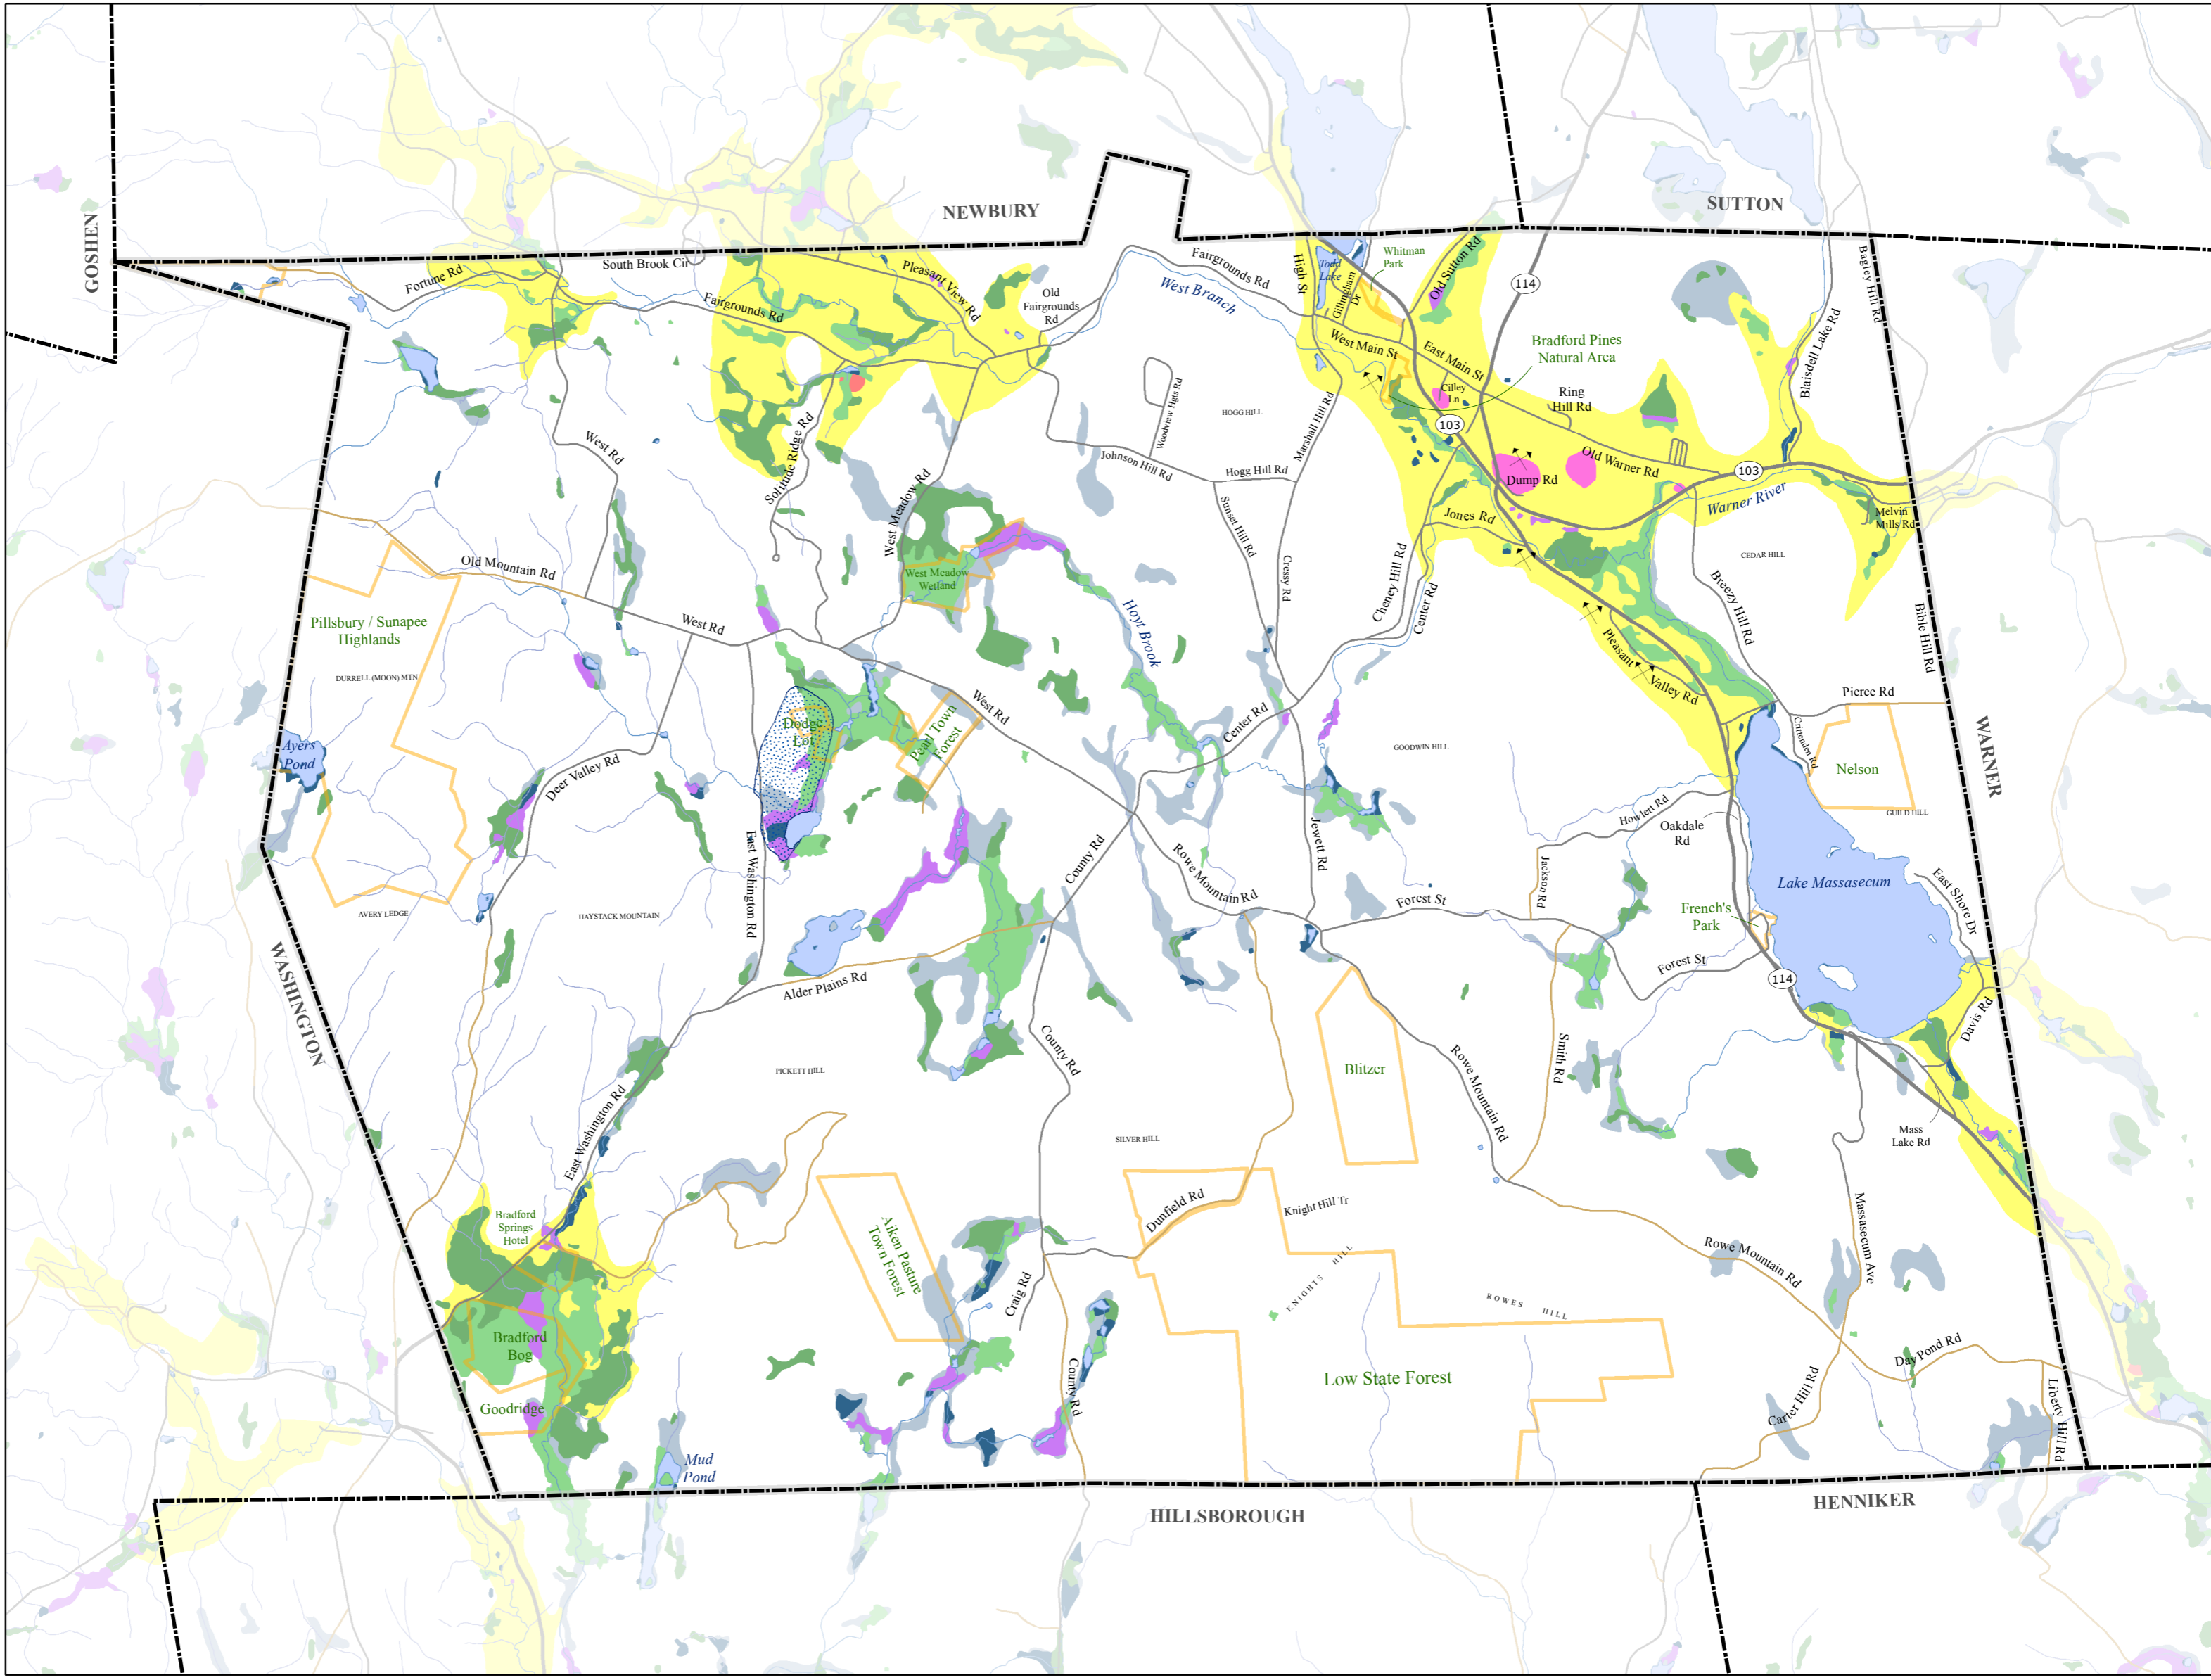 NEWBURY
SUTTON
GOSHEN
South Brook Cir
Fortune Rd
Fairgrounds Rd
Pleasant View Rd
Old
Fairgrounds
Rd
Fairgrounds Rd
West Branch
High St
Todd
Lake
Gillingham
Dr
Whitman
Park
Old Sutton Rd
114
Bagley Hill Rd
Blaisdell Lake Rd
Bradford Pines
Natural Area
West Main St
East Main St
Cilley
Ln
Ring
Hill Rd
103
HOGG HILL
Woodview Hgts Rd
Marshall Hill Rd
Johnson Hill Rd
Hogg Hill Rd
Old Warner Rd
103
Dump Rd
Warner River
Melvin
Mills Rd
Jones Rd
CEDAR HILL
West Rd
Solitude Ridge Rd
West Meadow Rd
Sunset Hill Rd
Cressy Rd
Cheney Hill Rd
Center Rd
Breezy Hill Rd
Bible Hill Rd
Old Mountain Rd
West Meadow
Wetland
Hoyt Brook
Pillsbury / Sunapee
Highlands
West Rd
DURRELL (MOON) MTN
Pleasant
Valley Rd
Pierce Rd
WARNER
Ayers
Pond
Deer Valley Rd
Dodge
Lot
Pearl Town
Forest
West Rd
Center Rd
GOODWIN HILL
Crittenden Rd
Nelson
GUILD HILL
Howlett Rd
Oakdale
Rd
East Washington Rd
County Rd
Rowe Mountain Rd
Jewett Rd
Jackson Rd
Lake Massasecum
East Shore Dr
AVERY LEDGE
HAYSTACK MOUNTAIN
Forest St
French's
Park
Forest St
114
WASHINGTON
Alder Plains Rd
Davis Rd
County Rd
PICKETT HILL
Blitzer
Rowe Mountain Rd
Smith Rd
East Washington Rd
SILVER HILL
Mass
Lake Rd
Bradford
Springs
Hotel
Aiken Pasture
Town Forest
Dunfield Rd
Knight Hill Tr
Massasecum Ave
Rowe Mountain Rd
KNIGHTS HILL
ROWES HILL
Craig Rd
Bradford
Bog
Low State Forest
Day Pond Rd
County Rd
Goodridge
Carter Hill Rd
Liberty Hill Rd
Mud
Pond
HILLSBOROUGH
HENNIKER